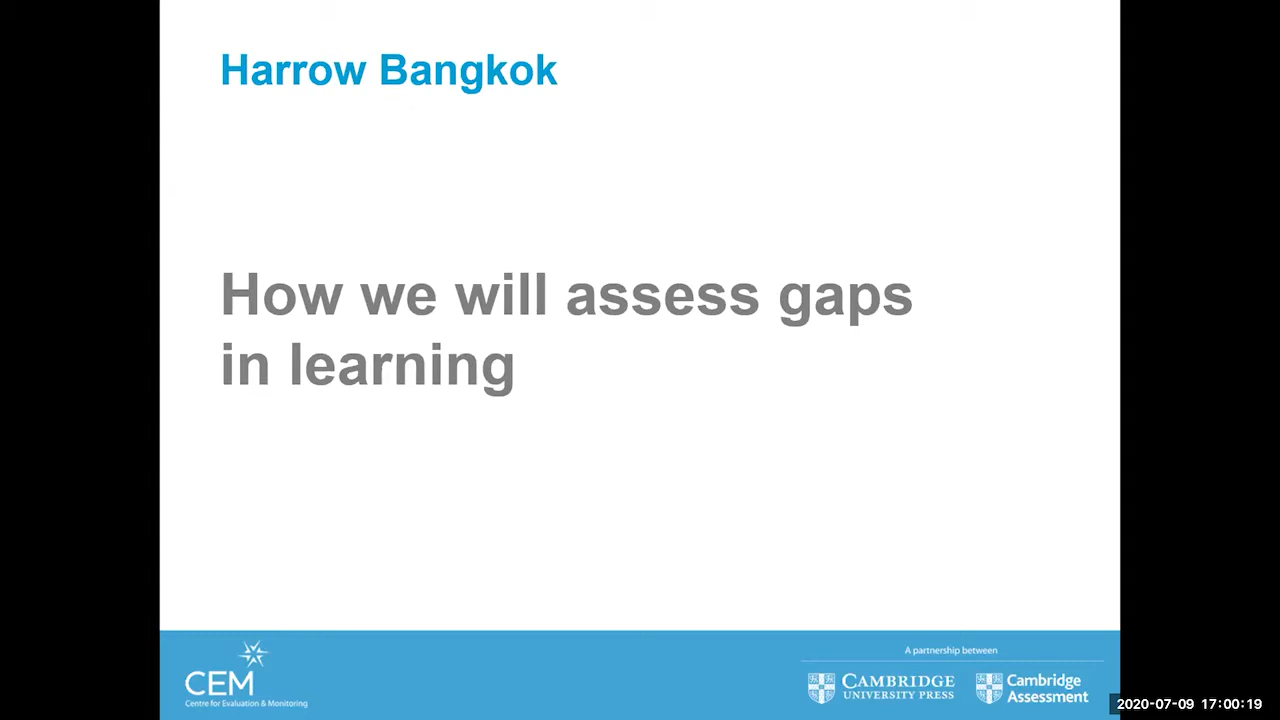 Harrow Bangkok
How we will assess gaps
in learning
CEM
Centre for Evaluation & Monitoring
A partnership between
CAMBRIDGE
UNIVERSITY PRESS
Cambridge
Assessment
2020-07-09 17:00:19